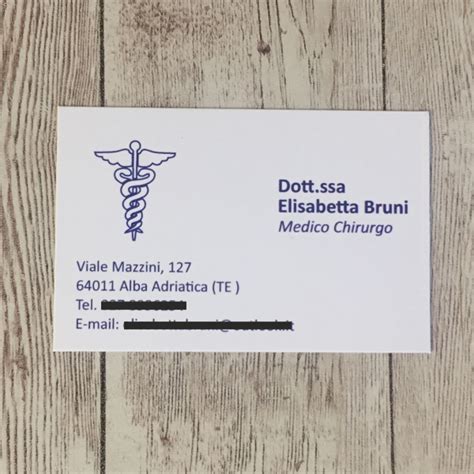 Dott.ssa
Elisabetta Bruni
Medico Chirurgo
Viale Mazzini, 127
64011 Alba Adriatica (TE )
Tel.
E-mail: